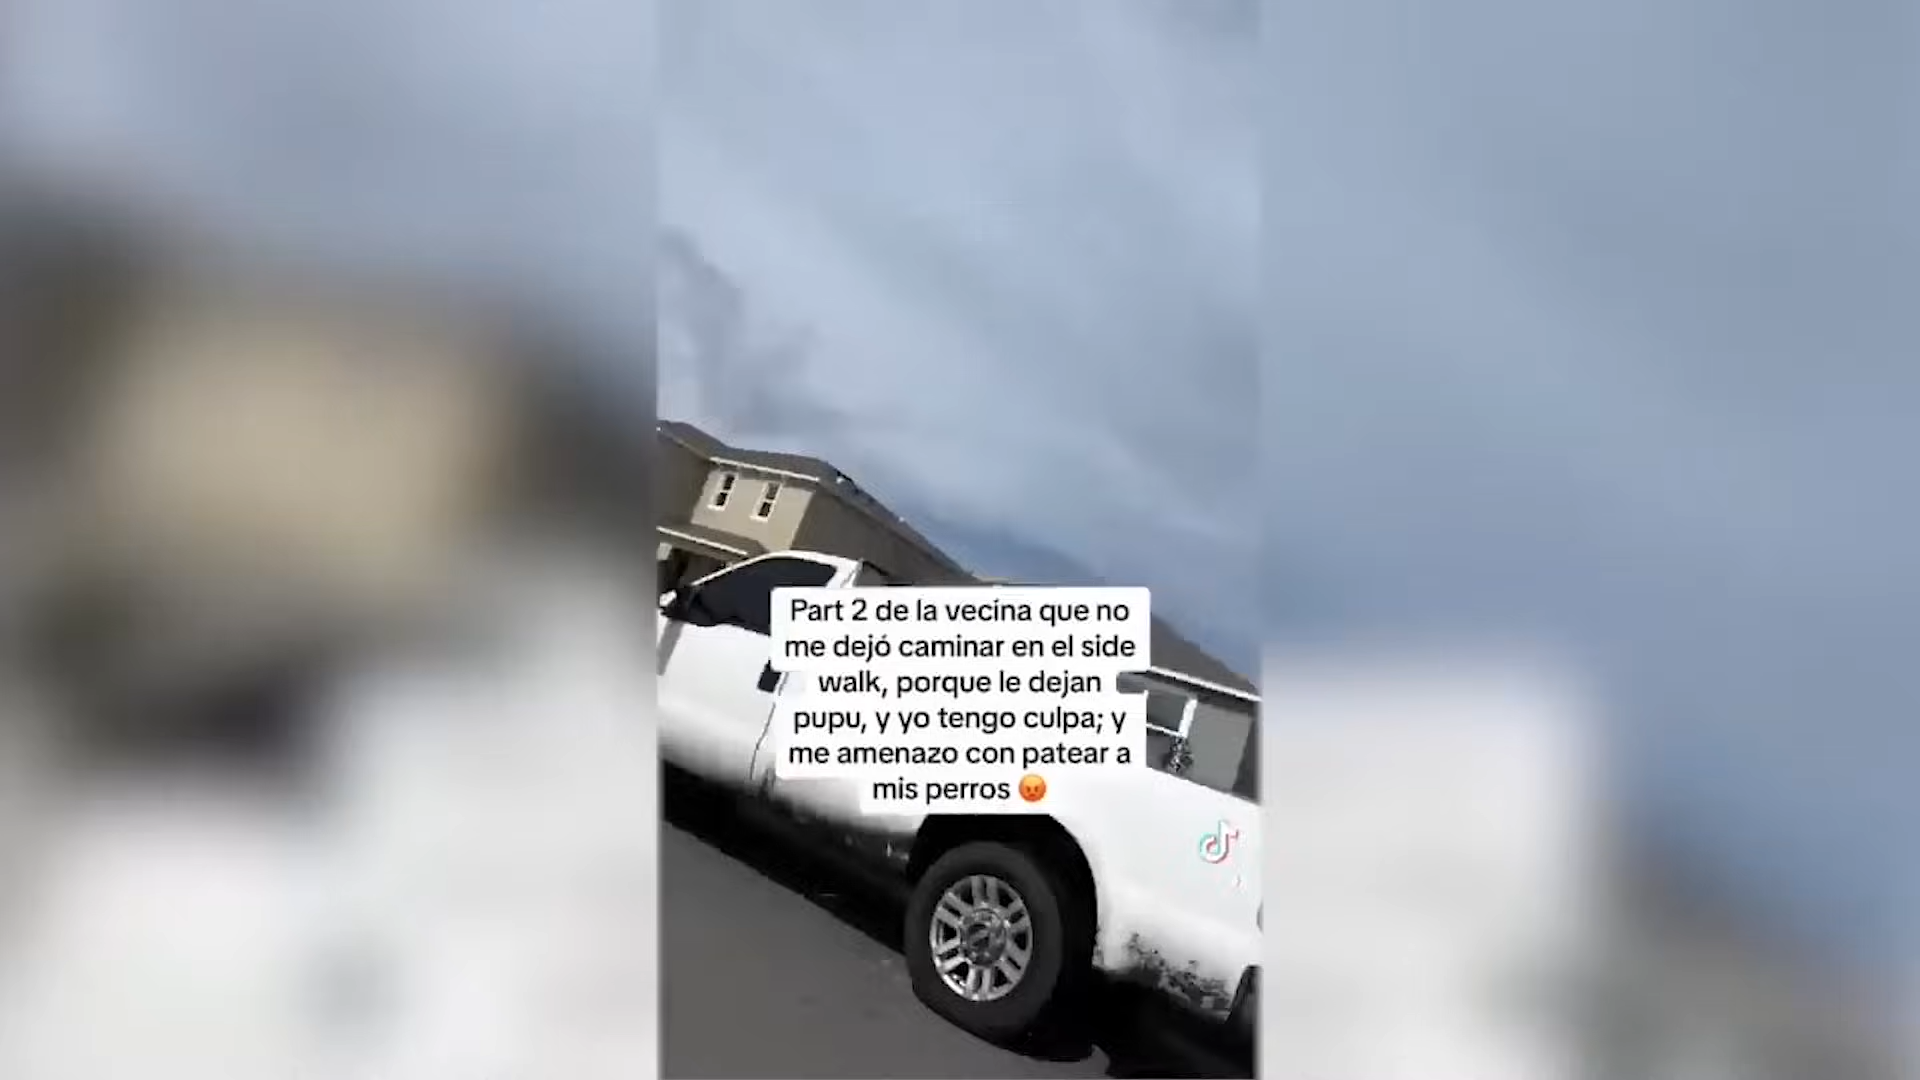 Part 2 de la vecina que no
me dejó caminar en el side
walk, porque le dejan
pupu, y yo tengo culpa; y
me amenazo con patear a
mis perros 😡